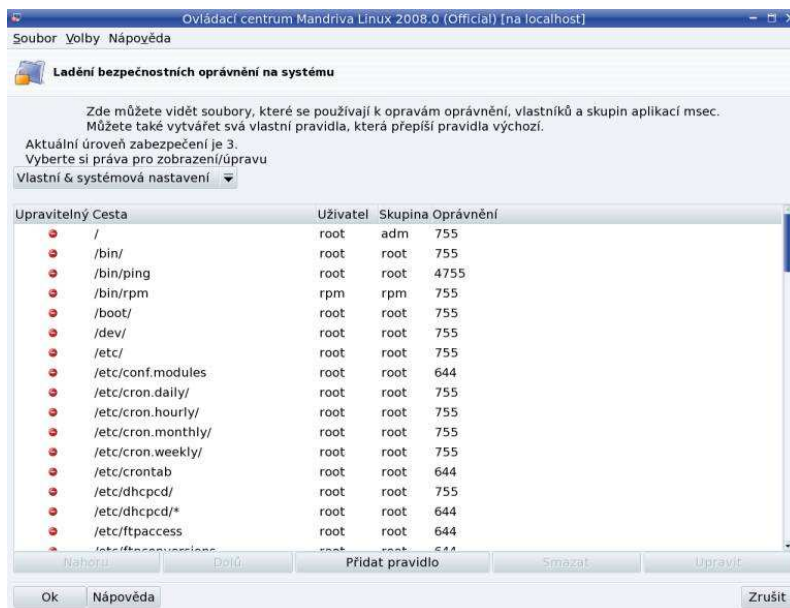 Ovládací centrum Mandriva Linux 2008.0 (Official) [na localhost]
Soubor Volby Nápověda
Ladění bezpečnostních oprávnění na systému
Zde můžete vidět soubory, které se používají k opravám oprávnění, vlastníků a skupin aplikací msec.
Můžete také vytvářet svá vlastní pravidla, která přepíší pravidla výchozí.
Aktuální úroveň zabezpečení je 3.
Vyberte si práva pro zobrazení/úpravu
Vlastní & systémová nastavení
Upravitelný Cesta Uživatel Skupina Oprávnění
/ root adm 755
/bin/ root root 755
/bin/ping root root 4755
/bin/rpm rpm rpm 755
/boot/ root root 755
/dev/ root root 755
/etc/ root root 755
/etc/conf.modules root root 644
/etc/cron.daily/ root root 755
/etc/cron.hourly/ root root 755
/etc/cron.monthly/ root root 755
/etc/cron.weekly/ root root 755
/etc/crontab root root 644
/etc/dhcpcd/ root root 755
/etc/dhcpcd/* root root 644
/etc/ftpaccess root root 644
/etc/ftpconversions root root 644
Nahoru Dolů Přidat pravidlo Smazat Upravit
Ok Nápověda Zrušit